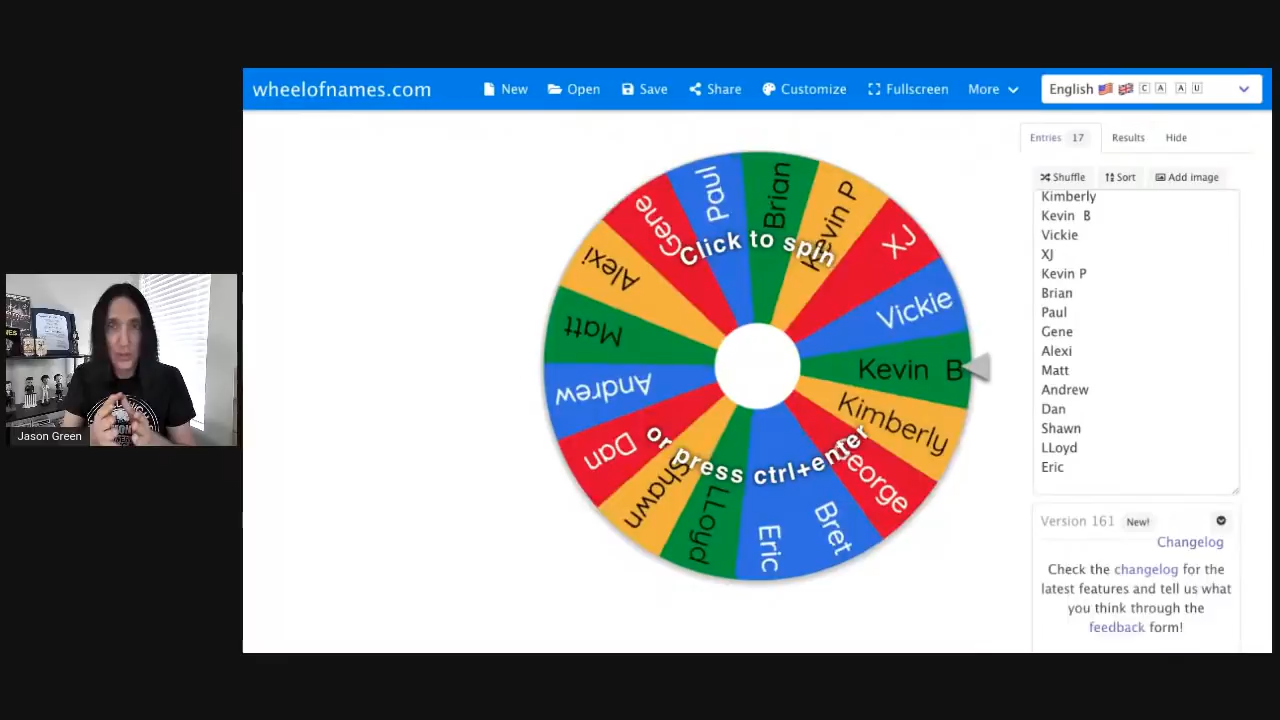 wheelofnames.com
New
Open
Save
Share
Customize
Fullscreen
More
English 🇺🇸 🇬🇧 🄲 🄰 🄰 🅄
Entries 17
Results
Hide
Shuffle
Sort
Add image
Kimberly
Kevin  B
Vickie
XJ
Kevin P
Brian
Paul
Gene
Alexi
Matt
Andrew
Dan
Shawn
LLoyd
Eric
Click to spin
or press ctrl+enter
Paul
Brian
Kevin P
XJ
Vickie
Kevin  B
Kimberly
George
Bret
Eric
LLoyd
Shawn
Dan
Andrew
Matt
Alexi
Gene
Jason Green
Version 161 New!
Changelog
Check the changelog for the
latest features and tell us what
you think through the
feedback form!